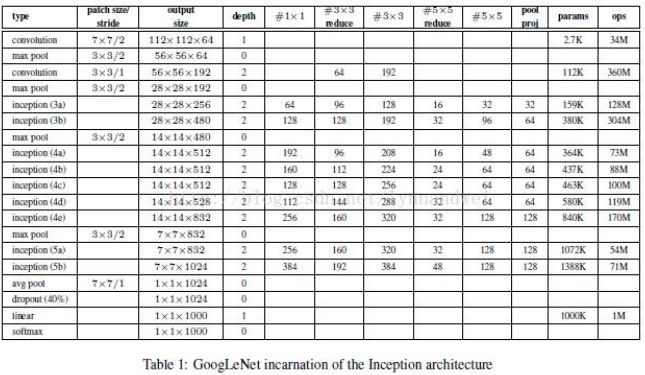 type patch size/ stride output size depth #1×1 #3×3 reduce #3×3 #5×5 reduce #5×5 pool proj params ops
convolution 7×7/2 112×112×64 1 2.7K 34M
max pool 3×3/2 56×56×64 0
convolution 3×3/1 56×56×192 2 64 192 112K 360M
max pool 3×3/2 28×28×192 0
inception (3a) 28×28×256 2 64 96 128 16 32 32 159K 128M
inception (3b) 28×28×480 2 128 128 192 32 96 64 380K 304M
max pool 3×3/2 14×14×480 0
inception (4a) 14×14×512 2 192 96 208 16 48 64 364K 73M
inception (4b) 14×14×512 2 160 112 224 24 64 64 437K 88M
inception (4c) 14×14×512 2 128 128 256 24 64 64 463K 100M
inception (4d) 14×14×528 2 112 144 288 32 64 64 580K 119M
inception (4e) 14×14×832 2 256 160 320 32 128 128 840K 170M
max pool 3×3/2 7×7×832 0
inception (5a) 7×7×832 2 256 160 320 32 128 128 1072K 54M
inception (5b) 7×7×1024 2 384 192 384 48 128 128 1388K 71M
avg pool 7×7/1 1×1×1024 0
dropout (40%) 1×1×1024 0
linear 1×1×1000 1 1000K 1M
softmax 1×1×1000 0
Table 1: GoogLeNet incarnation of the Inception architecture